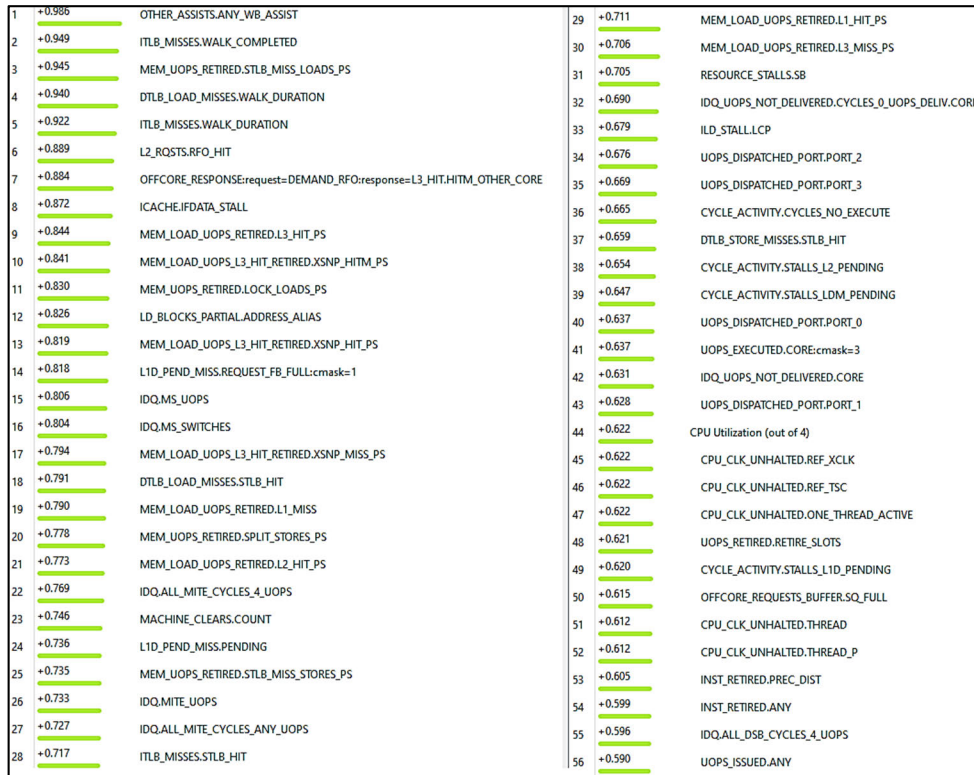 1 +0.986 OTHER_ASSISTS.ANY_WB_ASSIST
2 +0.949 ITLB_MISSES.WALK_COMPLETED
3 +0.945 MEM_UOPS_RETIRED.STLB_MISS_LOADS_PS
4 +0.940 DTLB_LOAD_MISSES.WALK_DURATION
5 +0.922 ITLB_MISSES.WALK_DURATION
6 +0.889 L2_RQSTS.RFO_HIT
7 +0.884 OFFCORE_RESPONSE:request=DEMAND_RFO:response=L3_HIT.HITM_OTHER_CORE
8 +0.872 ICACHE.IFDATA_STALL
9 +0.844 MEM_LOAD_UOPS_RETIRED.L3_HIT_PS
10 +0.841 MEM_LOAD_UOPS_L3_HIT_RETIRED.XSNP_HITM_PS
11 +0.830 MEM_UOPS_RETIRED.LOCK_LOADS_PS
12 +0.826 LD_BLOCKS_PARTIAL.ADDRESS_ALIAS
13 +0.819 MEM_LOAD_UOPS_L3_HIT_RETIRED.XSNP_HIT_PS
14 +0.818 L1D_PEND_MISS.REQUEST_FB_FULL:cmask=1
15 +0.806 IDQ.MS_UOPS
16 +0.804 IDQ.MS_SWITCHES
17 +0.794 MEM_LOAD_UOPS_L3_HIT_RETIRED.XSNP_MISS_PS
18 +0.791 DTLB_LOAD_MISSES.STLB_HIT
19 +0.790 MEM_LOAD_UOPS_RETIRED.L1_MISS
20 +0.778 MEM_UOPS_RETIRED.SPLIT_STORES_PS
21 +0.773 MEM_LOAD_UOPS_RETIRED.L2_HIT_PS
22 +0.769 IDQ.ALL_MITE_CYCLES_4_UOPS
23 +0.746 MACHINE_CLEARS.COUNT
24 +0.736 L1D_PEND_MISS.PENDING
25 +0.735 MEM_UOPS_RETIRED.STLB_MISS_STORES_PS
26 +0.733 IDQ.MITE_UOPS
27 +0.727 IDQ.ALL_MITE_CYCLES_ANY_UOPS
28 +0.717 ITLB_MISSES.STLB_HIT
29 +0.711 MEM_LOAD_UOPS_RETIRED.L1_HIT_PS
30 +0.706 MEM_LOAD_UOPS_RETIRED.L3_MISS_PS
31 +0.705 RESOURCE_STALLS.SB
32 +0.690 IDQ_UOPS_NOT_DELIVERED.CYCLES_0_UOPS_DELIV.CORE
33 +0.679 ILD_STALL.LCP
34 +0.676 UOPS_DISPATCHED_PORT.PORT_2
35 +0.669 UOPS_DISPATCHED_PORT.PORT_3
36 +0.665 CYCLE_ACTIVITY.CYCLES_NO_EXECUTE
37 +0.659 DTLB_STORE_MISSES.STLB_HIT
38 +0.654 CYCLE_ACTIVITY.STALLS_L2_PENDING
39 +0.647 CYCLE_ACTIVITY.STALLS_LDM_PENDING
40 +0.637 UOPS_DISPATCHED_PORT.PORT_0
41 +0.637 UOPS_EXECUTED.CORE:cmask=3
42 +0.631 IDQ_UOPS_NOT_DELIVERED.CORE
43 +0.628 UOPS_DISPATCHED_PORT.PORT_1
44 +0.622 CPU Utilization (out of 4)
45 +0.622 CPU_CLK_UNHALTED.REF_XCLK
46 +0.622 CPU_CLK_UNHALTED.REF_TSC
47 +0.622 CPU_CLK_UNHALTED.ONE_THREAD_ACTIVE
48 +0.621 UOPS_RETIRED.RETIRE_SLOTS
49 +0.620 CYCLE_ACTIVITY.STALLS_L1D_PENDING
50 +0.615 OFFCORE_REQUESTS_BUFFER.SQ_FULL
51 +0.612 CPU_CLK_UNHALTED.THREAD
52 +0.612 CPU_CLK_UNHALTED.THREAD_P
53 +0.605 INST_RETIRED.PREC_DIST
54 +0.599 INST_RETIRED.ANY
55 +0.596 IDQ.ALL_DSB_CYCLES_4_UOPS
56 +0.590 UOPS_ISSUED.ANY